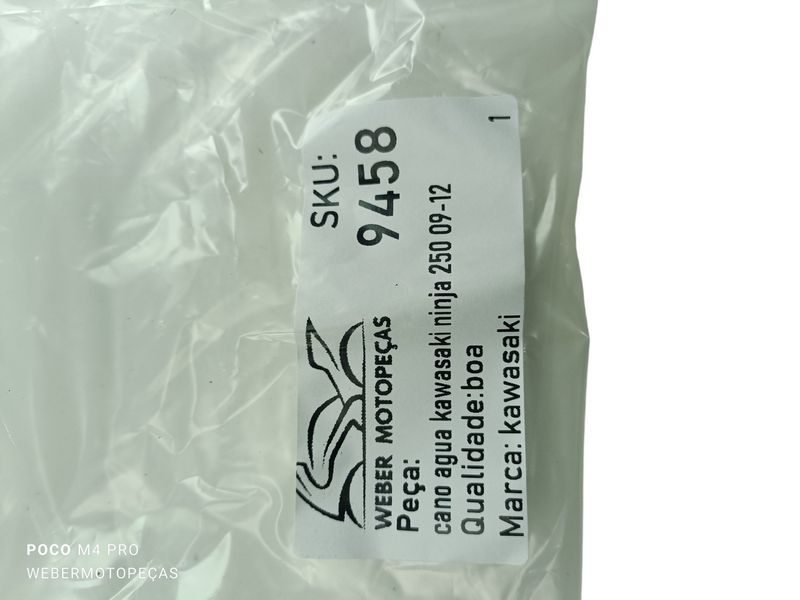 SKU:
9458
WEBER MOTOPEÇAS
Peça:
cano agua kawasaki ninja 250 09-12
Qualidade:boa
Marca: kawasaki
1
POCO M4 PRO
WEBERMOTOPEÇAS